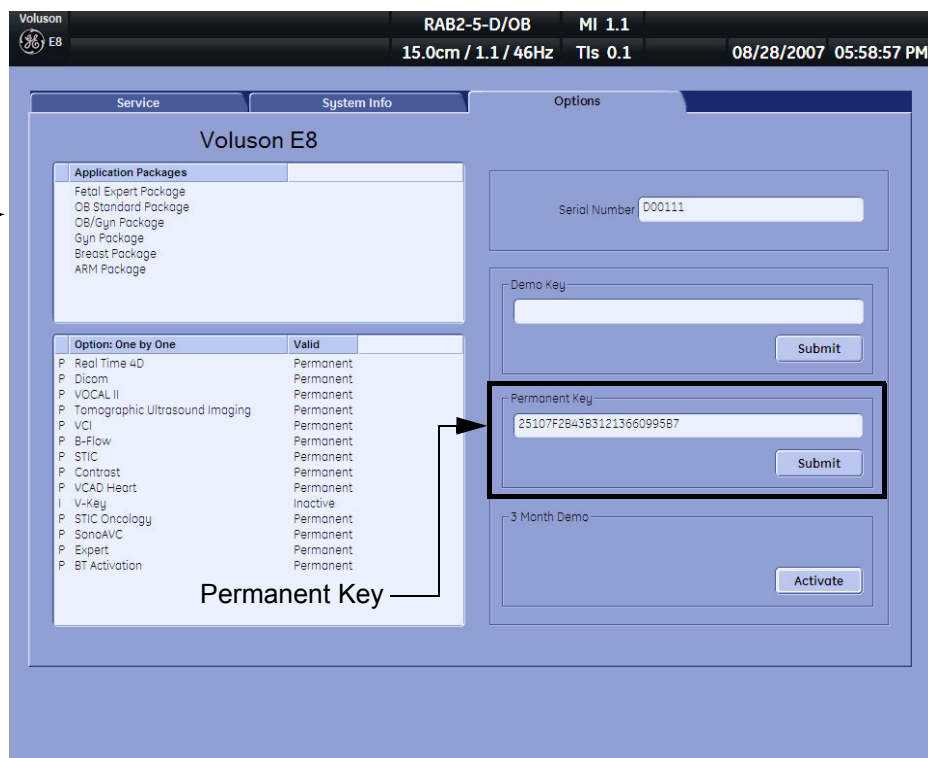 Voluson
E8
RAB2-5-D/OB MI 1.1
15.0cm / 1.1 / 46Hz TIs 0.1 08/28/2007 05:58:57 PM
Service System Info Options
Voluson E8
Application Packages
Fetal Expert Package
OB Standard Package
OB/Gyn Package
Gyn Package
Breast Package
ARM Package
Serial Number D00111
Demo Key
Submit
Option: One by One Valid
P Real Time 4D Permanent
P Dicom Permanent
P VOCAL II Permanent
P Tomographic Ultrasound Imaging Permanent
P VCI Permanent
P B-Flow Permanent
P STIC Permanent
P Contrast Permanent
P VCAD Heart Permanent
I V-Key Inactive
P STIC Oncology Permanent
P SonoAVC Permanent
P Expert Permanent
P BT Activation Permanent
Permanent Key
25107F2B43B31213660995B7
Submit
3 Month Demo
Activate
Permanent Key